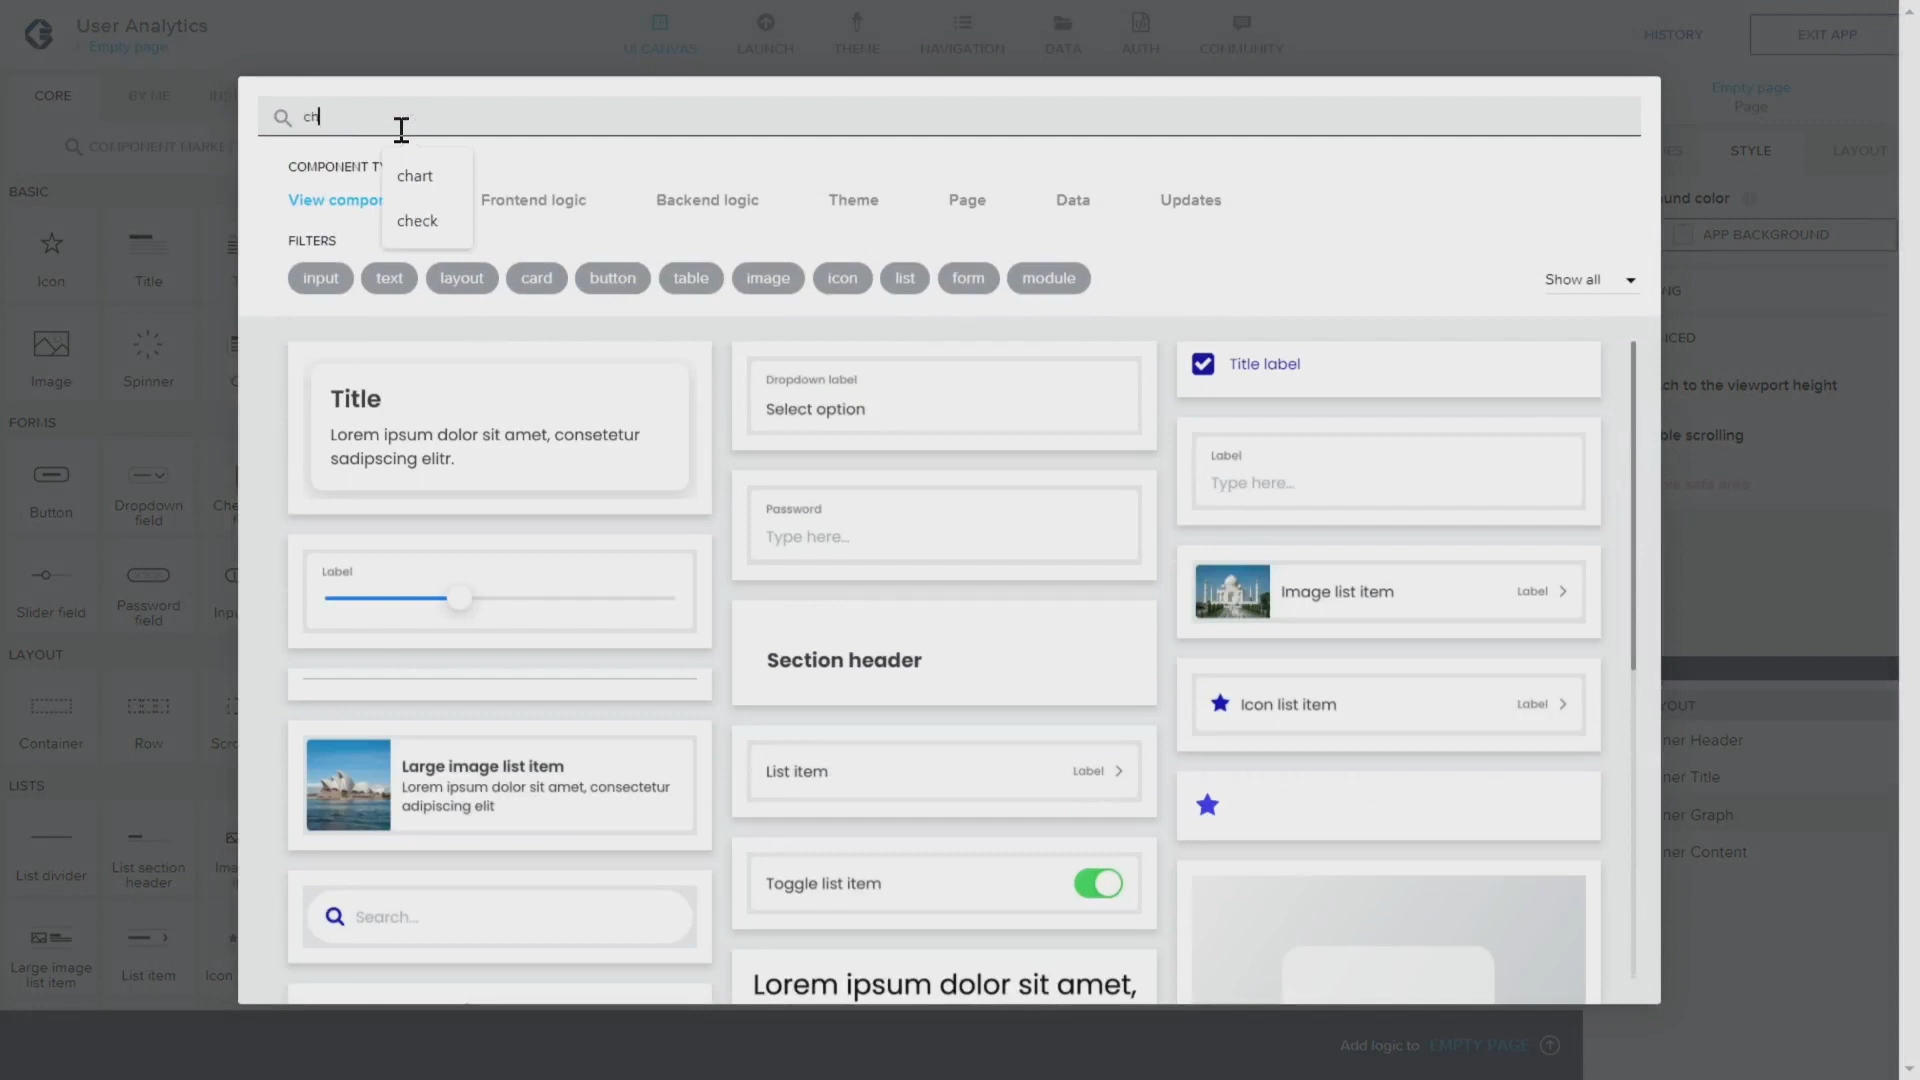 User Analytics
Empty page
UI CANVAS
LAUNCH
THEME
NAVIGATION
DATA
AUTH
COMMUNITY
HISTORY
EXIT APP
CORE
BY ME
COMPONENT MARKET
BASIC
Icon
Title
Image
Spinner
FORMS
Button
Dropdown
field
Slider field
Password
field
LAYOUT
Container
Row
LISTS
List divider
List section
header
Large image
list item
List item
Icon
ch
chart
check
COMPONENT TY
View compor
Frontend logic
Backend logic
Theme
Page
Data
Updates
FILTERS
input
text
layout
card
button
table
image
icon
list
form
module
Show all
Title
Lorem ipsum dolor sit amet, consetetur
sadipscing elitr.
Label
Large image list item
Lorem ipsum dolor sit amet, consectetur
adipiscing elit
Search...
Dropdown label
Select option
Password
Type here...
Section header
List item
Label
Toggle list item
Lorem ipsum dolor sit amet,
Title label
Label
Type here...
Image list item
Label
Icon list item
Label
Empty page
Page
STYLE
LAYOUT
und color
APP BACKGROUND
ch to the viewport height
ble scrolling
ner Header
ner Title
ner Graph
ner Content
Add logic to EMPTY PAGE